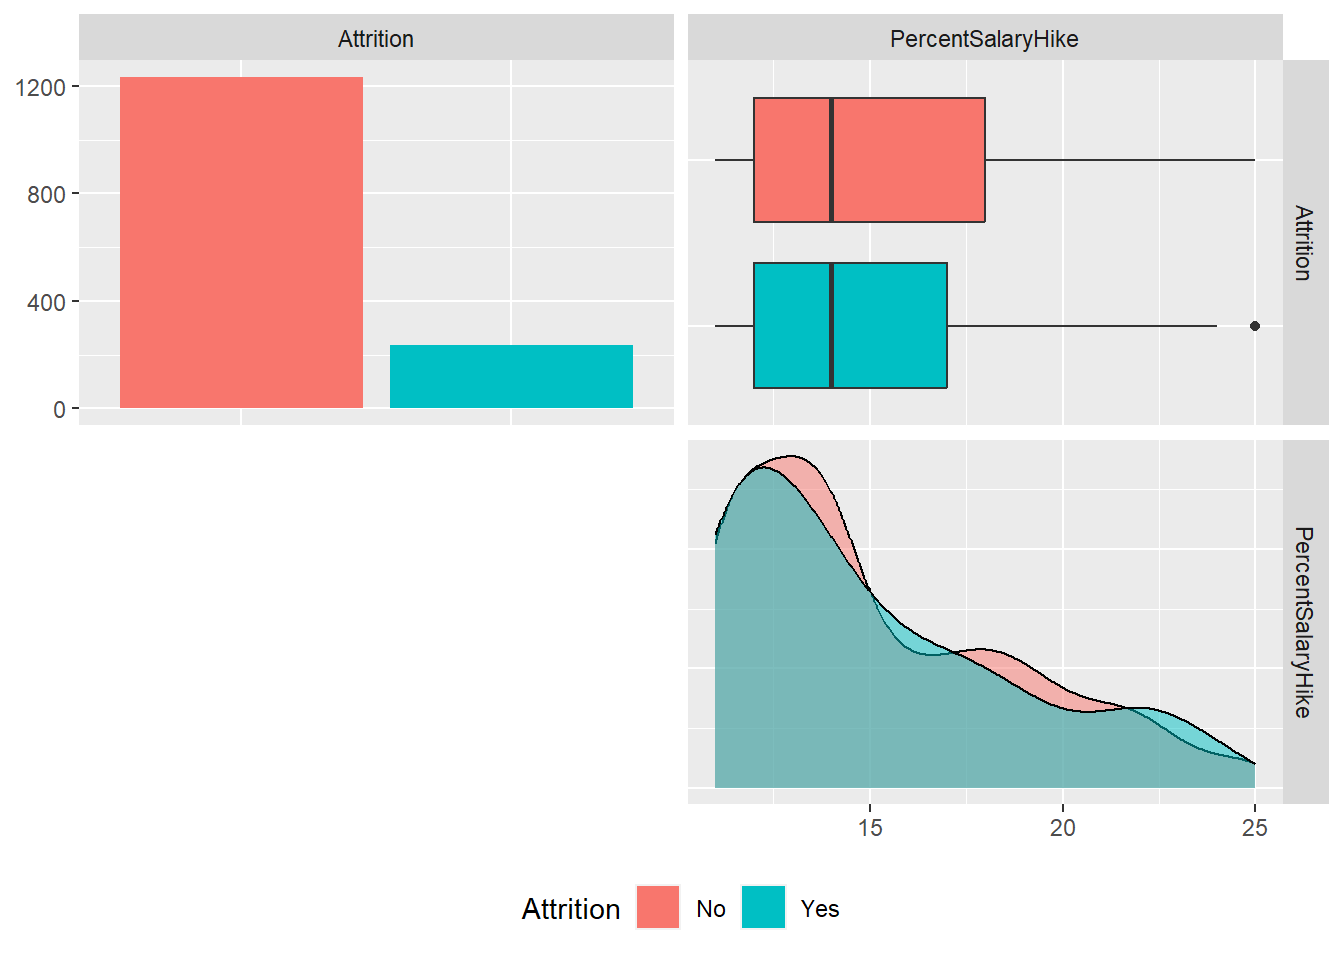 Attrition
PercentSalaryHike
1200
800
400
0
Attrition
PercentSalaryHike
15
20
25
Attrition
No
Yes